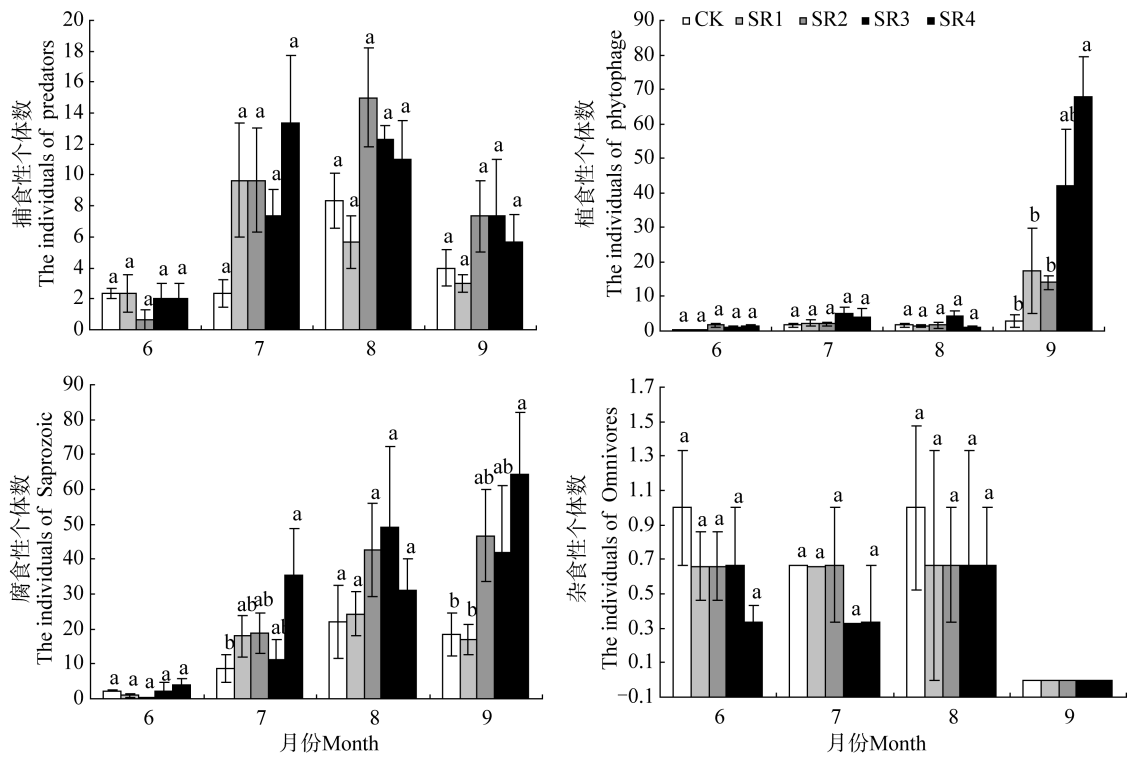 捕食性个体数
The individuals of predators
20
18
16
14
12
10
8
6
4
2
0
a a a a a
a a a a a
a a a a a
a a a a a
6 7 8 9
CK SR1 SR2 SR3 SR4
植食性个体数
The individuals of phytophage
90
80
70
60
50
40
30
20
10
0
a a a a a
a a a a a
a a a a a
b b b ab a
6 7 8 9
腐食性个体数
The individuals of Saprozoic
90
80
70
60
50
40
30
20
10
0
a a a a a
b ab ab ab a
a a a a a
b b ab ab a
6 7 8 9
月份Month
杂食性个体数
The individuals of Omnivores
1.7
1.5
1.3
1.1
0.9
0.7
0.5
0.3
0.1
−0.1
a a a a a
a a a a a
a a a a a
6 7 8 9
月份Month